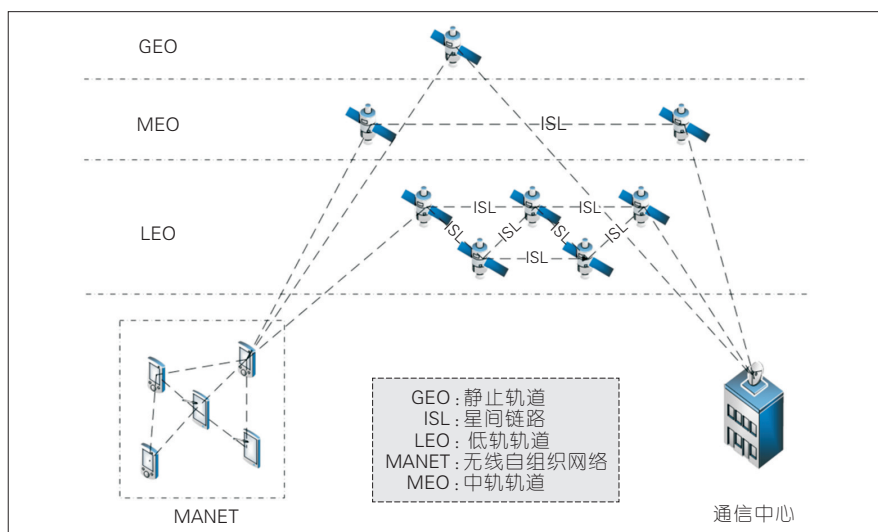 GEO
MEO
ISL
LEO
ISL
ISL
ISL
ISL
ISL
ISL
ISL
GEO:静止轨道
ISL:星间链路
LEO:低轨轨道
MANET:无线自组织网络
MEO:中轨轨道
MANET
通信中心